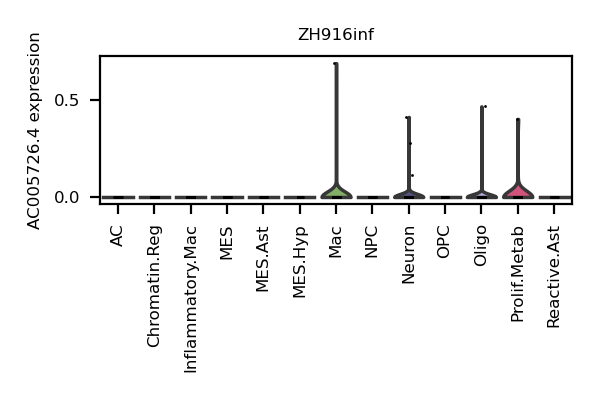 ZH916inf
AC005726.4 expression
0.5
0.0
AC
Chromatin.Reg
Inflammatory.Mac
MES
MES.Ast
MES.Hyp
Mac
NPC
Neuron
OPC
Oligo
Prolif.Metab
Reactive.Ast